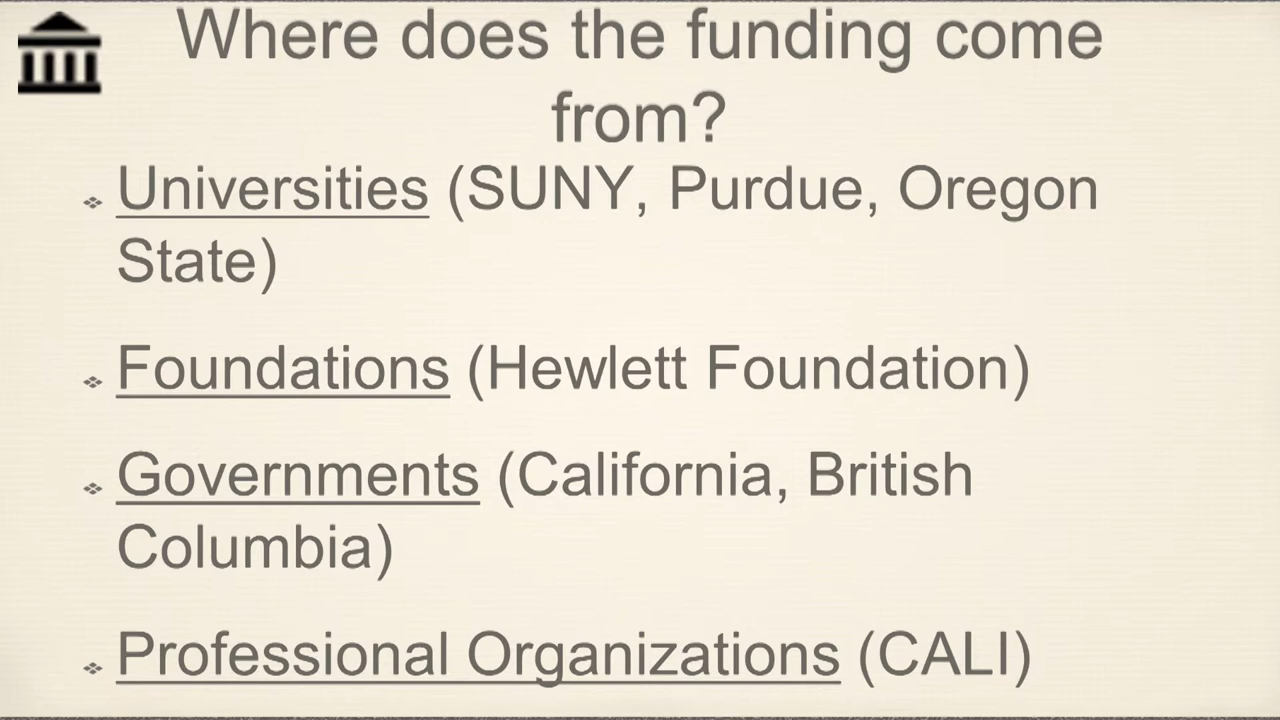 Where does the funding come
from?
Universities (SUNY, Purdue, Oregon
State)
Foundations (Hewlett Foundation)
Governments (California, British
Columbia)
Professional Organizations (CALI)